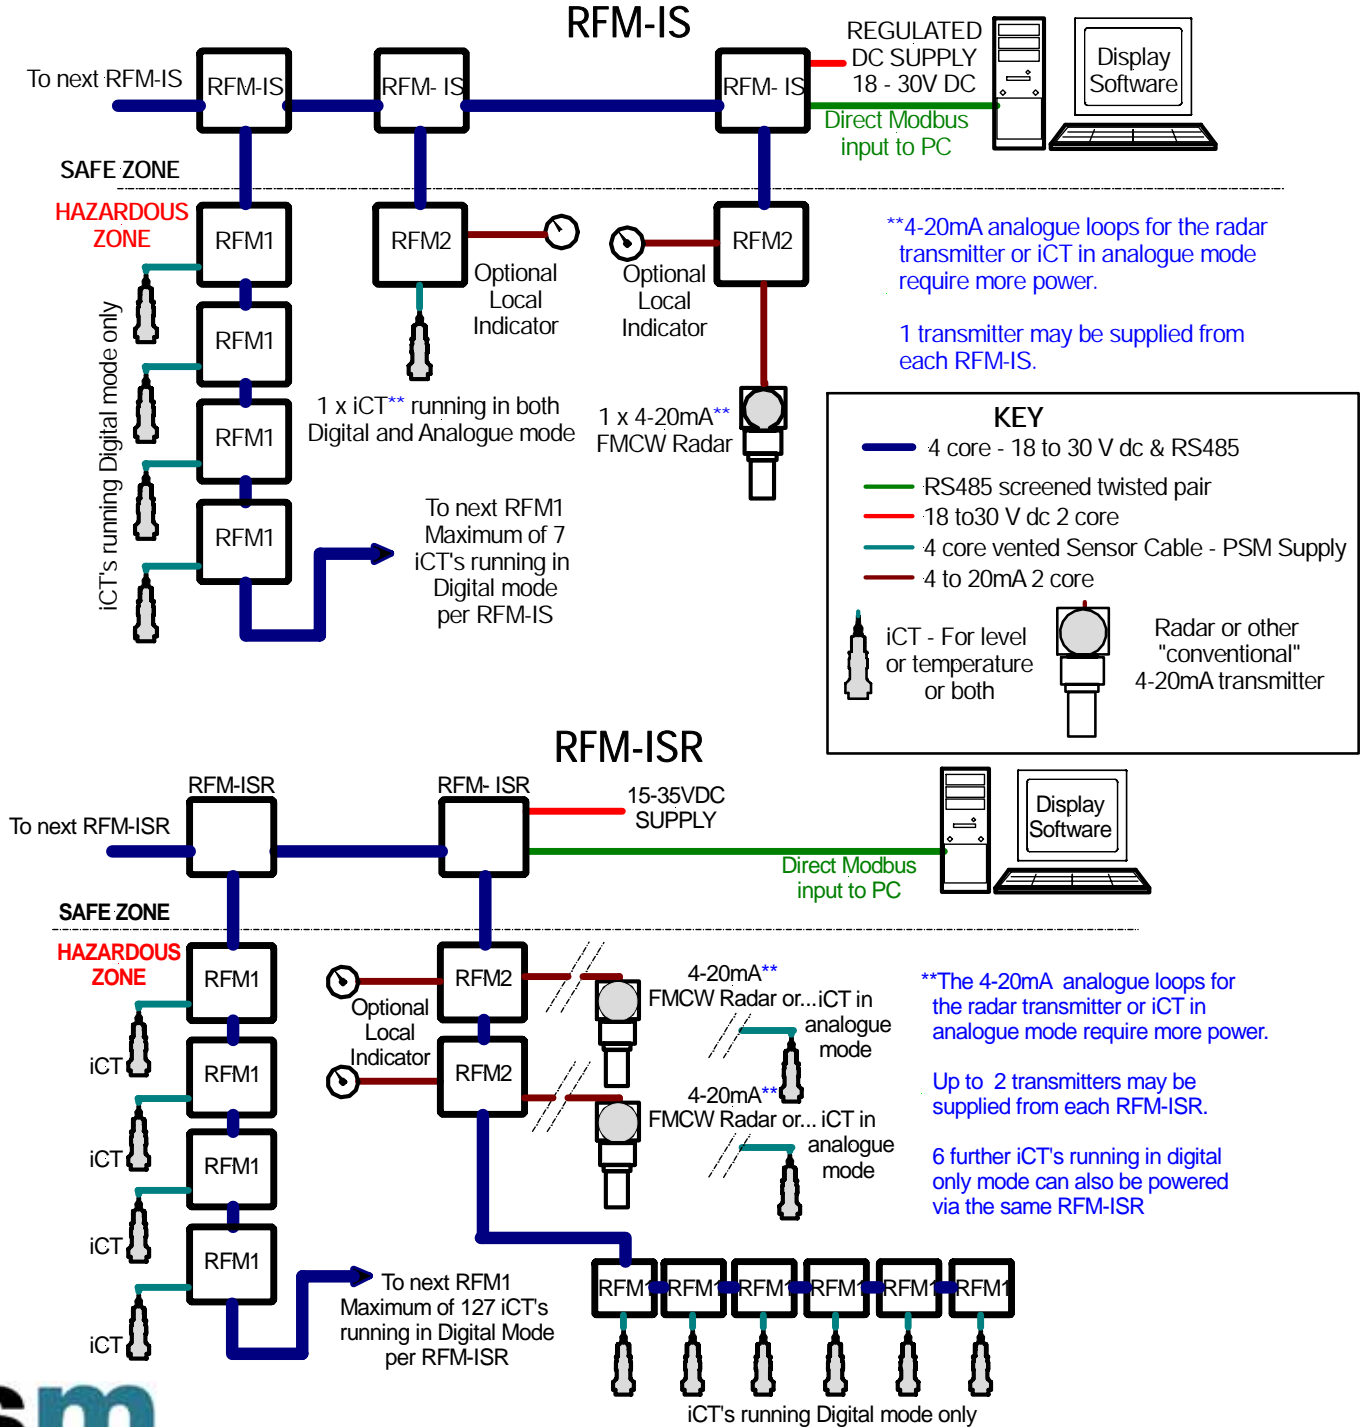 RFM-IS
REGULATED
DC SUPPLY
18 - 30V DC
Display
Software
To next RFM-IS
RFM-IS
RFM- IS
RFM- IS
Direct Modbus
input to PC
SAFE ZONE
HAZARDOUS
ZONE
RFM1
RFM1
RFM1
RFM1
iCT's running Digital mode only
RFM2
Optional
Local
Indicator
RFM2
Optional
Local
Indicator
**4-20mA analogue loops for the radar
transmitter or iCT in analogue mode
require more power.
1 transmitter may be supplied from
each RFM-IS.
1 x iCT** running in both
Digital and Analogue mode
1 x 4-20mA**
FMCW Radar
To next RFM1
Maximum of 7
iCT's running in
Digital mode
per RFM-IS
KEY
4 core - 18 to 30 V dc & RS485
RS485 screened twisted pair
18 to30 V dc 2 core
4 core vented Sensor Cable - PSM Supply
4 to 20mA 2 core
iCT - For level
or temperature
or both
Radar or other
"conventional"
4-20mA transmitter
RFM-ISR
RFM-ISR
RFM- ISR
15-35VDC
SUPPLY
Display
Software
To next RFM-ISR
Direct Modbus
input to PC
SAFE ZONE
HAZARDOUS
ZONE
RFM1
iCT
RFM1
iCT
RFM1
iCT
RFM1
iCT
RFM2
Optional
Local
Indicator
RFM2
4-20mA**
FMCW Radar or... iCT in
analogue
mode
4-20mA**
FMCW Radar or... iCT in
analogue
mode
**The 4-20mA analogue loops for
the radar transmitter or iCT in
analogue mode require more power.
Up to 2 transmitters may be
supplied from each RFM-ISR.
6 further iCT's running in digital
only mode can also be powered
via the same RFM-ISR
To next RFM1
Maximum of 127 iCT's
running in Digital Mode
per RFM-ISR
RFM1
RFM1
RFM1
RFM1
RFM1
RFM1
iCT's running Digital mode only
sm